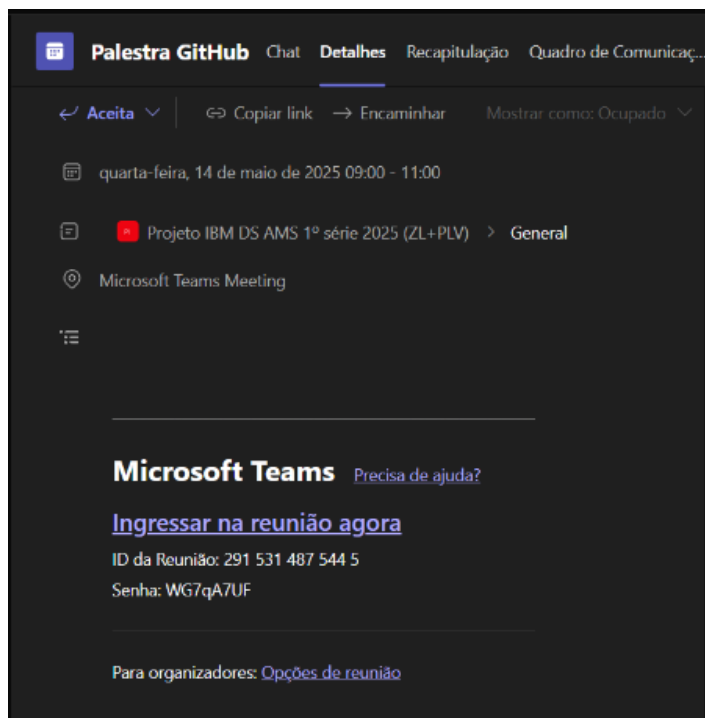 Palestra GitHub Chat Detalhes Recapitulação Quadro de Comunicaç...
Aceita Copiar link Encaminhar Mostrar como: Ocupado
quarta-feira, 14 de maio de 2025 09:00 - 11:00
Projeto IBM DS AMS 1º série 2025 (ZL+PLV) > General
Microsoft Teams Meeting
Microsoft Teams Precisa de ajuda?
Ingressar na reunião agora
ID da Reunião: 291 531 487 544 5
Senha: WG7qA7UF
Para organizadores: Opções de reunião